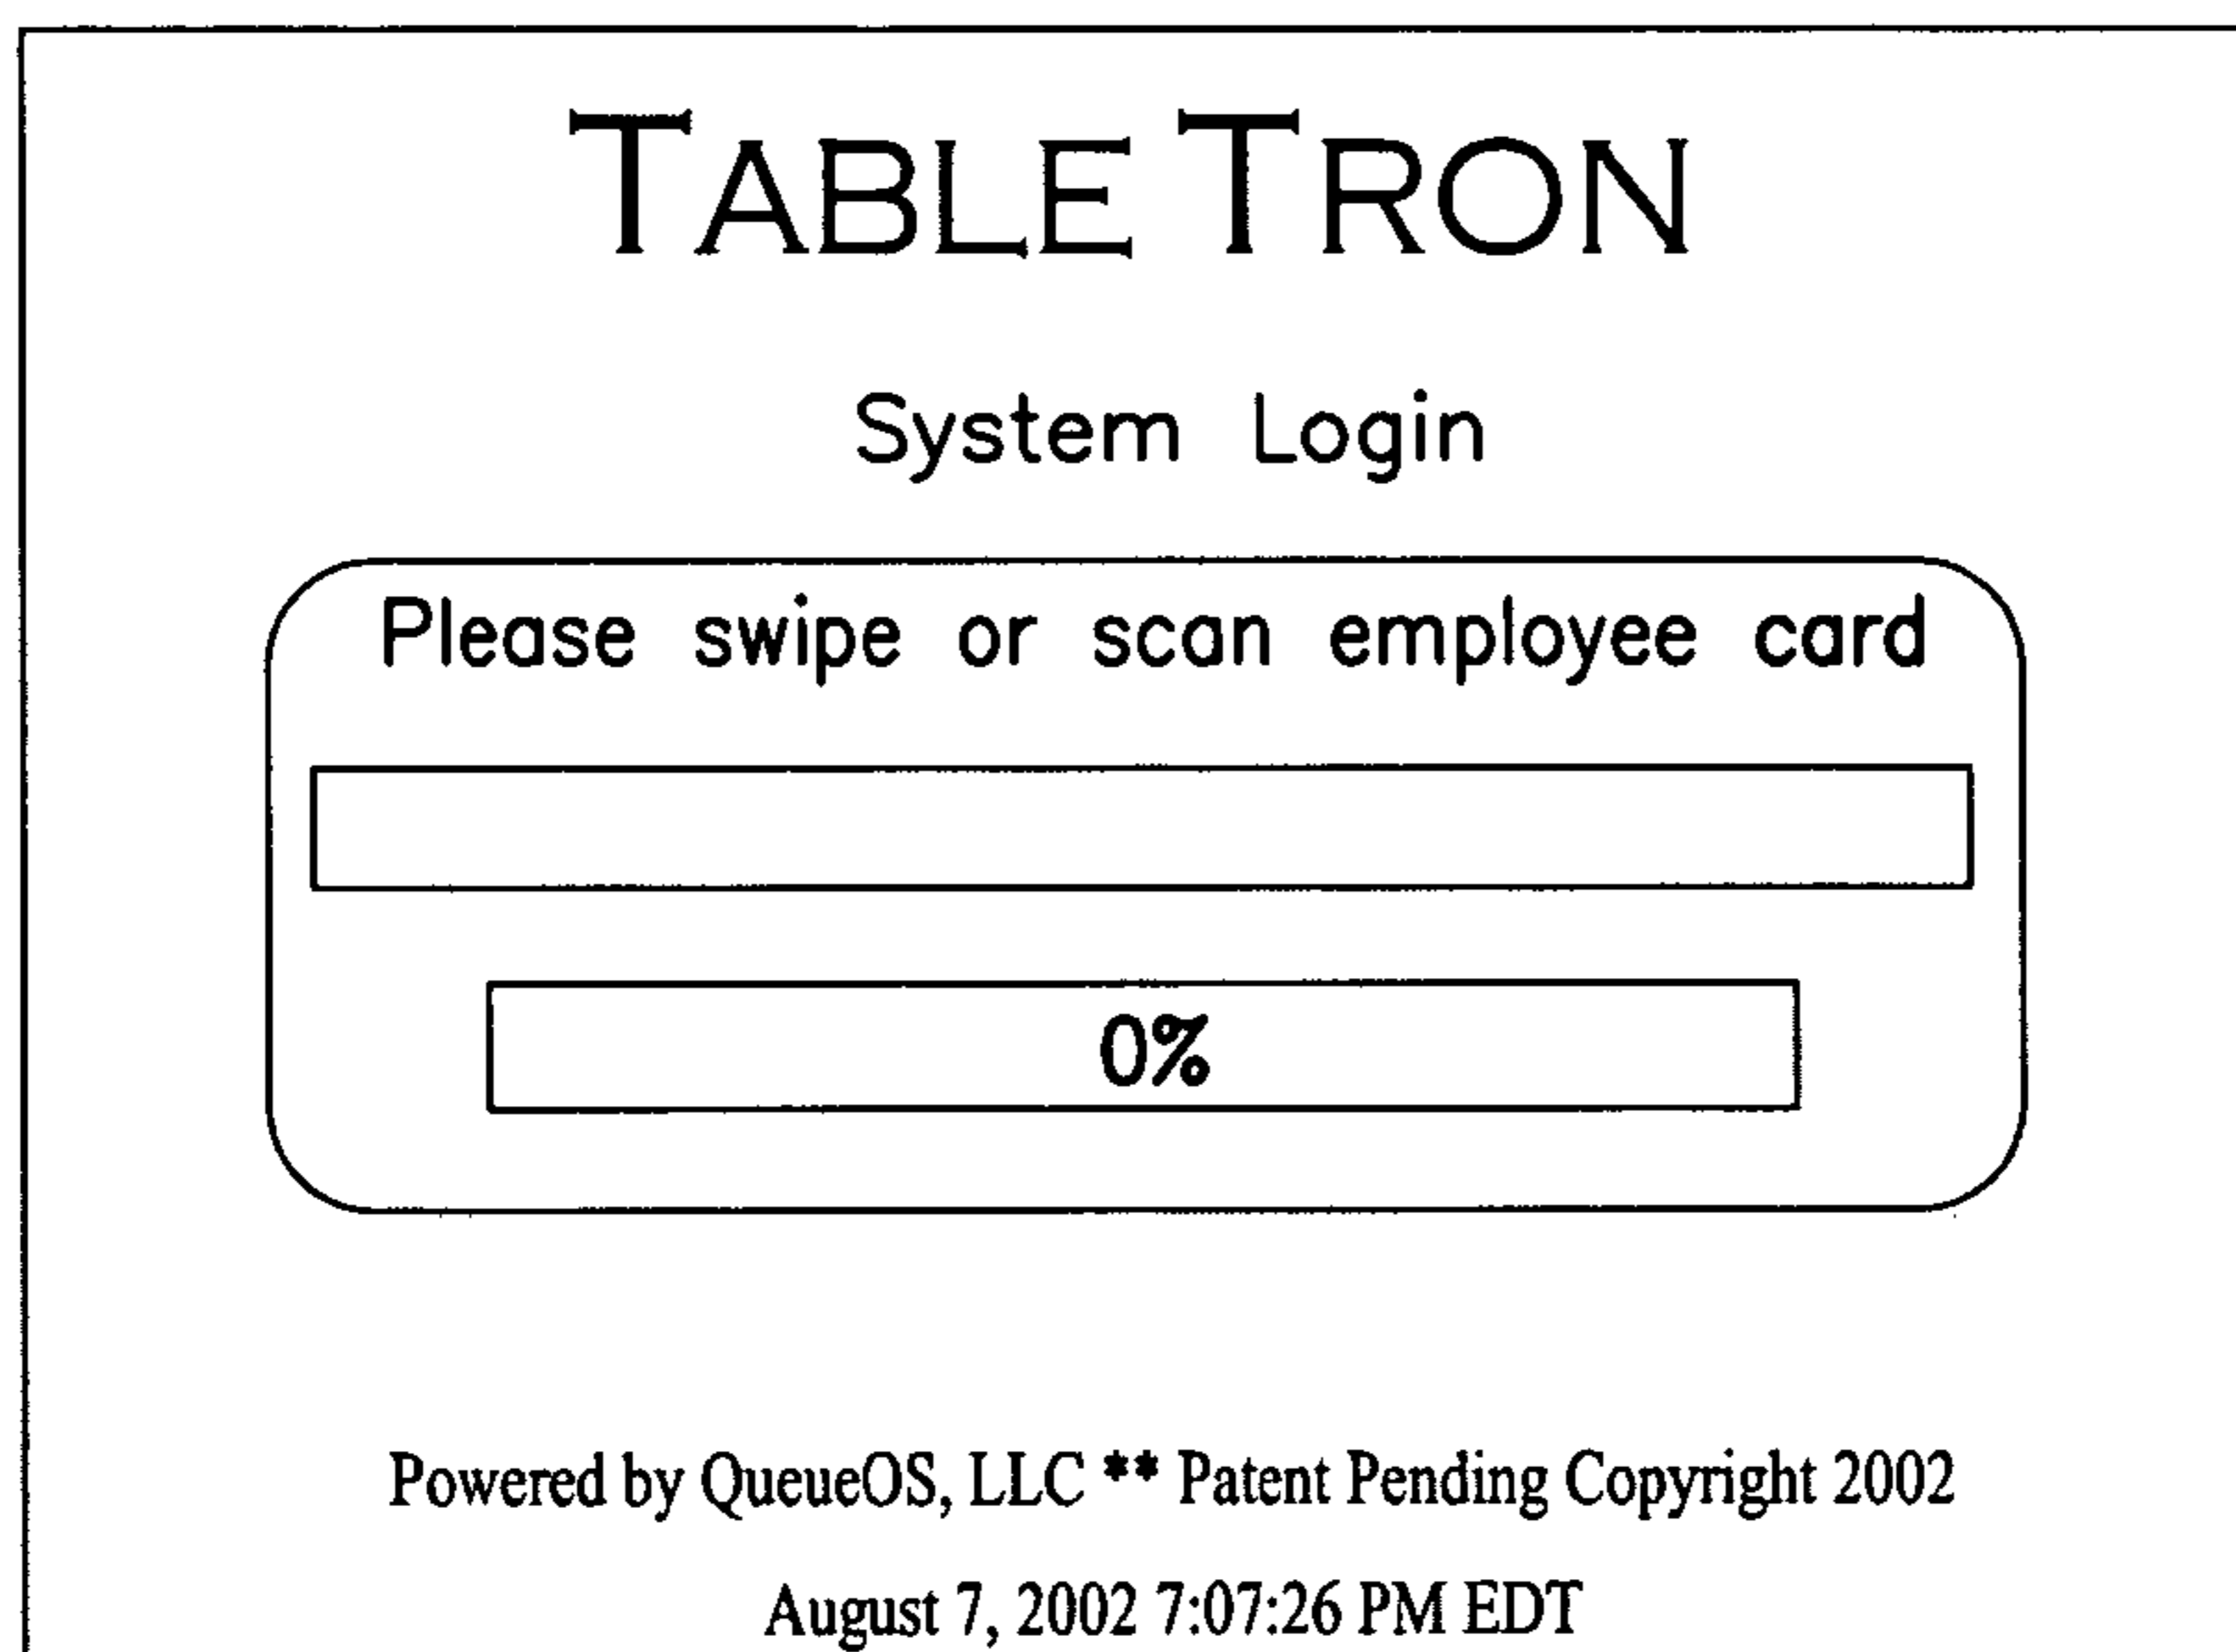 TABLE TRON
System Login
Please swipe or scan employee card
0%
Powered by QueueOS, LLC ** Patent Pending Copyright 2002
August 7, 2002 7:07:26 PM EDT